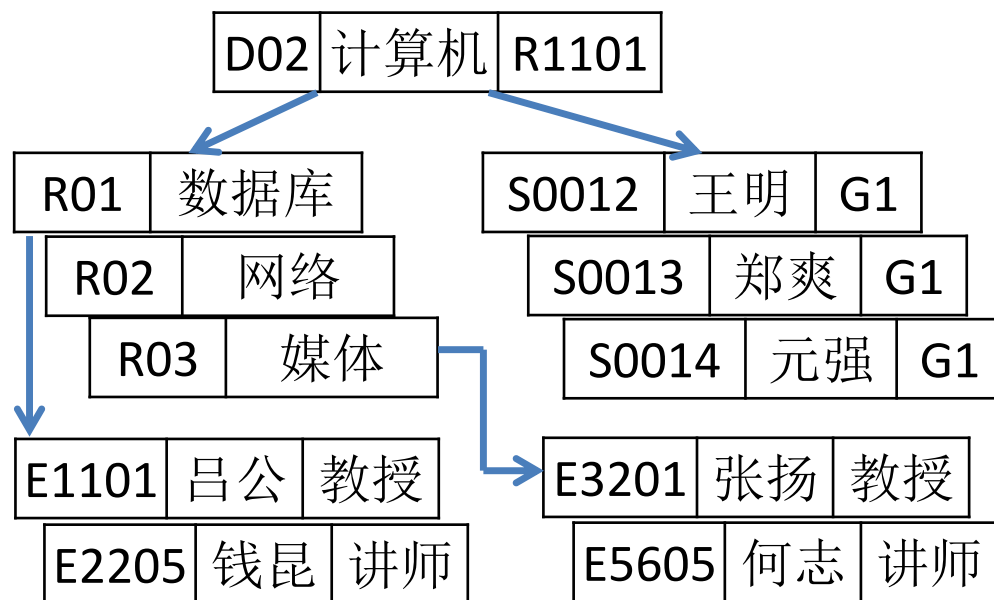 D02 计算机 R1101
R01 数据库
R02 网络
R03 媒体
S0012 王明 G1
S0013 郑爽 G1
S0014 元强 G1
E1101 吕公 教授
E2205 钱昆 讲师
E3201 张扬 教授
E5605 何志 讲师